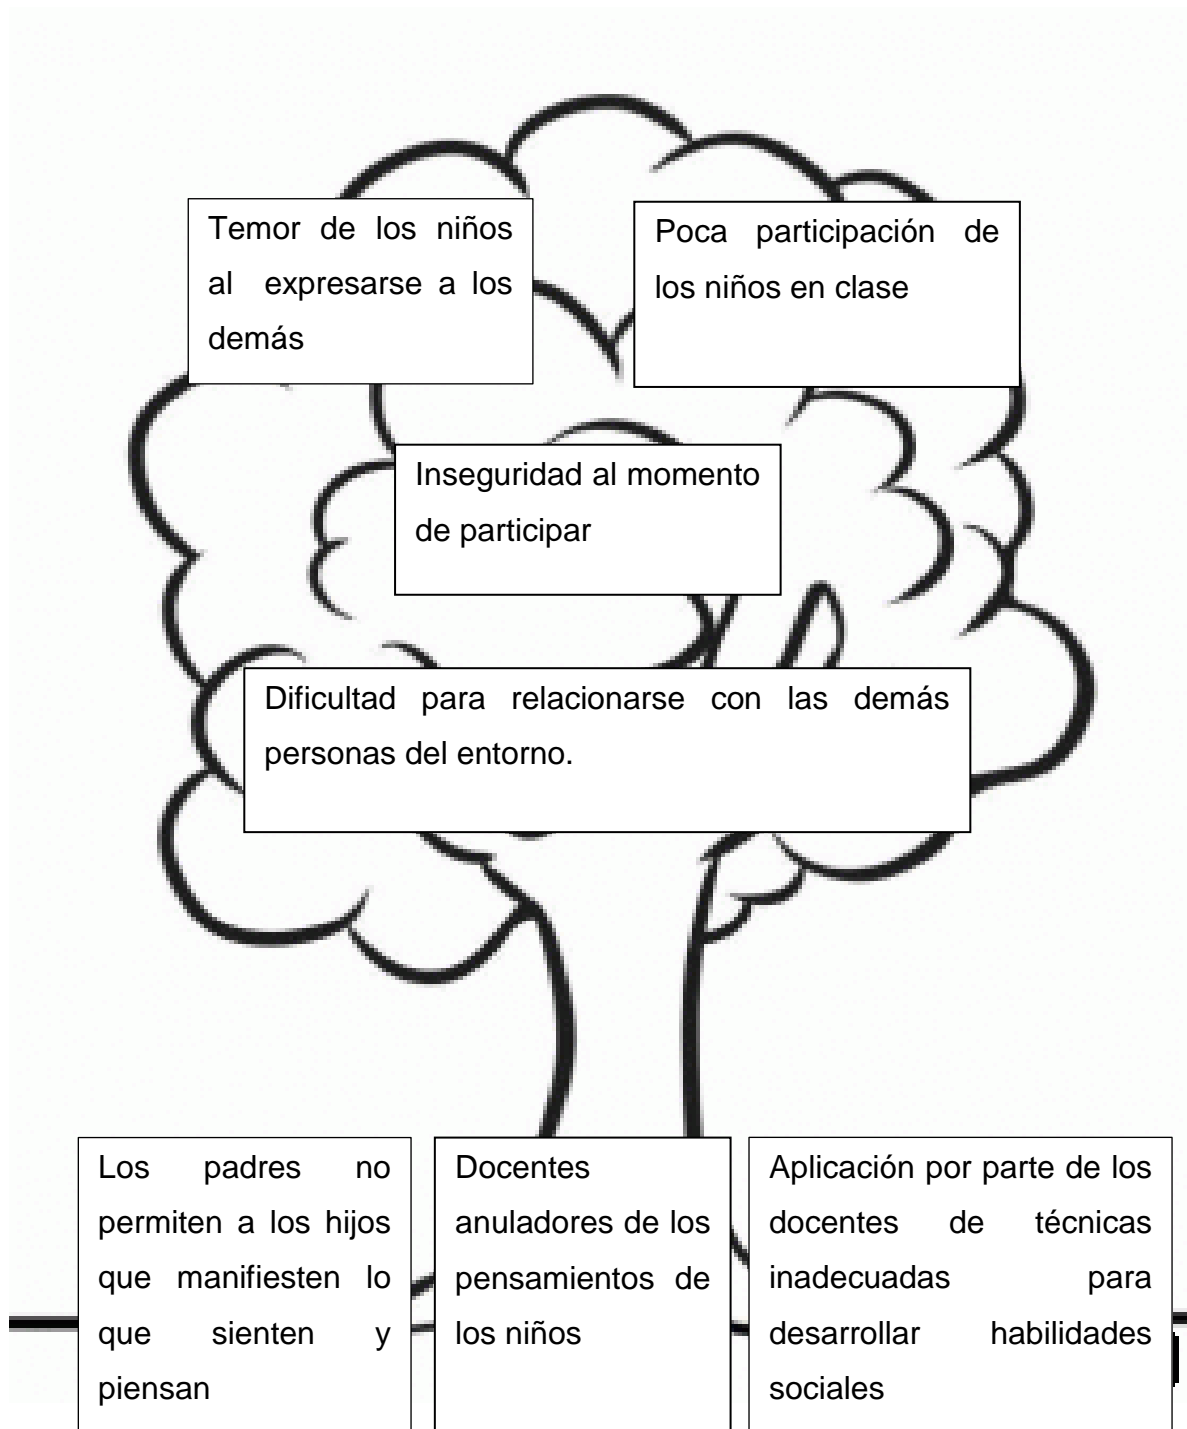 Temor de los niños
al expresarse a los
demás
Poca participación de
los niños en clase
Inseguridad al momento
de participar
Dificultad para relacionarse con las demás
personas del entorno.
Los padres no
permiten a los hijos
que manifiesten lo
que sienten y
piensan
Docentes
anuladores de los
pensamientos de
los niños
Aplicación por parte de los
docentes de técnicas
inadecuadas para
desarrollar habilidades
sociales